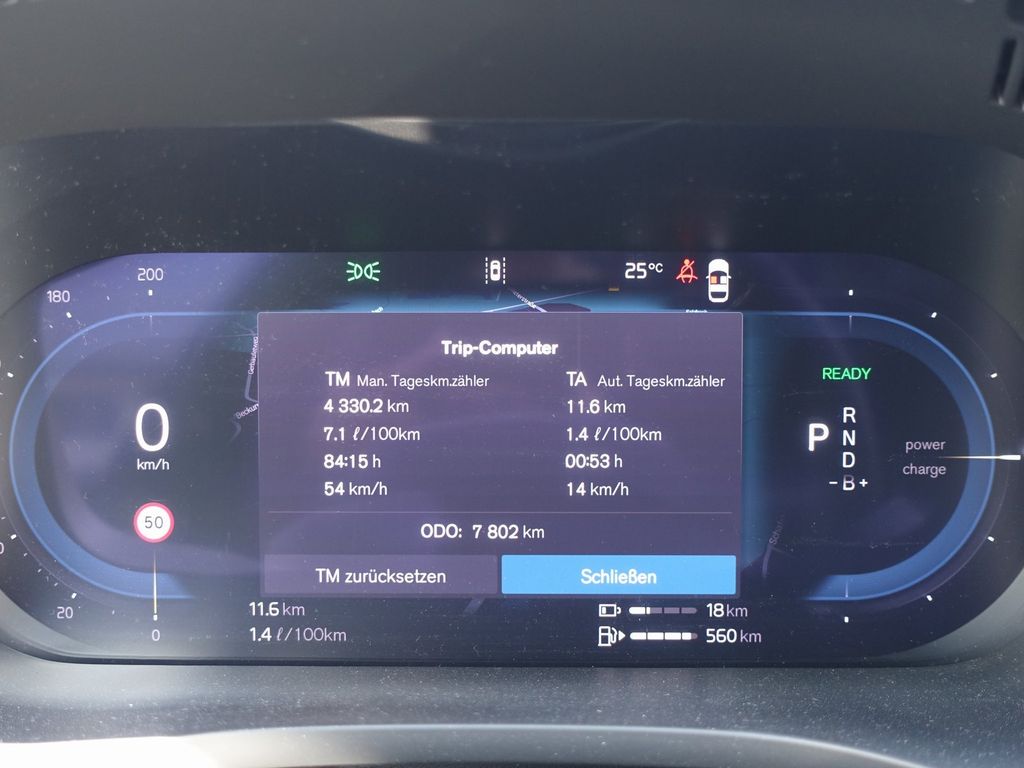 200
180
25°C
Trip-Computer
TM Man. Tageskm.zähler
4 330.2 km
7.1 ℓ/100km
84:15 h
54 km/h
TA Aut. Tageskm.zähler
11.6 km
1.4 ℓ/100km
00:53 h
14 km/h
ODO: 7 802 km
TM zurücksetzen
Schließen
0
km/h
50
20
0
READY
P
R
N
D
- B +
power
charge
11.6 km
1.4 ℓ/100km
18 km
560 km